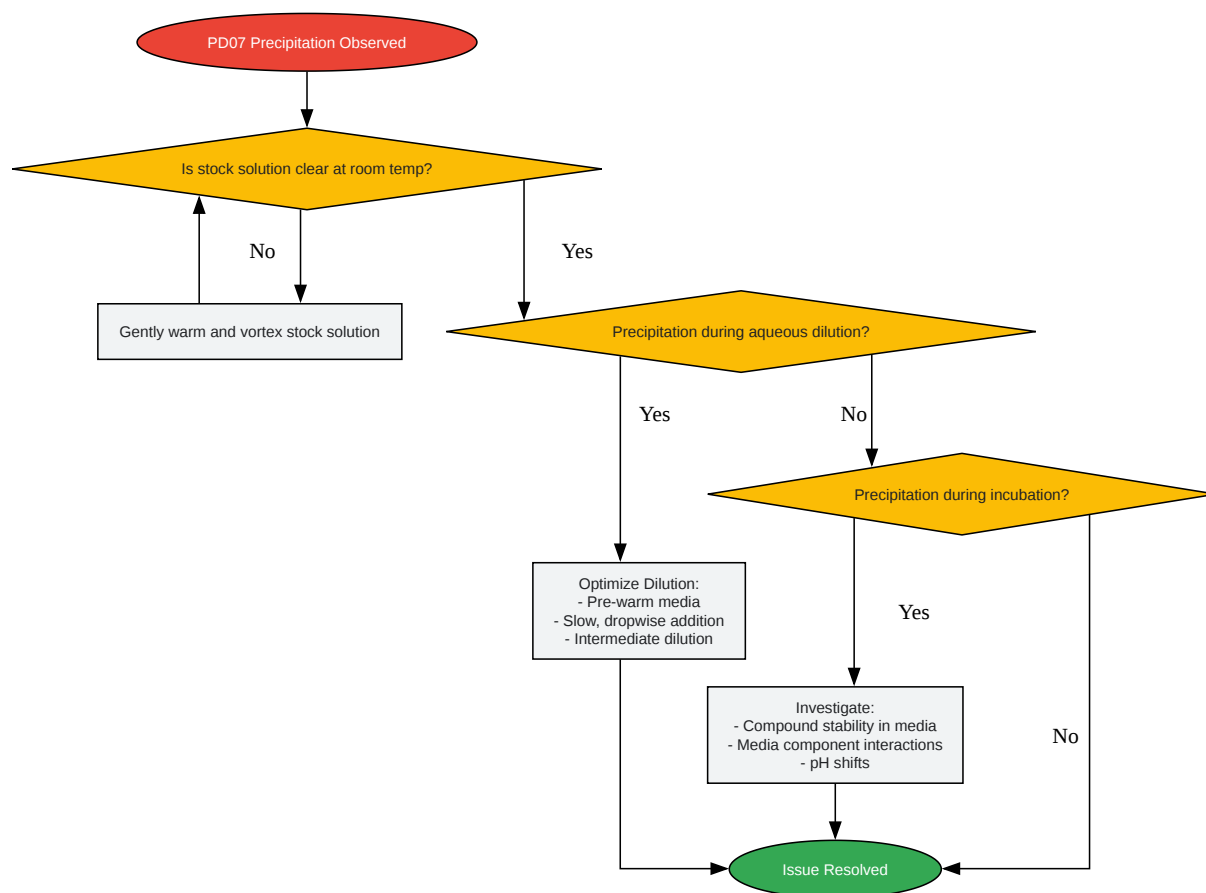 PD07 Precipitation Observed
Is stock solution clear at room temp?
No
Yes
Gently warm and vortex stock solution
Precipitation during aqueous dilution?
Yes
No
Precipitation during incubation?
Optimize Dilution:
- Pre-warm media
- Slow, dropwise addition
- Intermediate dilution
Yes
Investigate:
- Compound stability in media
- Media component interactions
- pH shifts
No
Issue Resolved